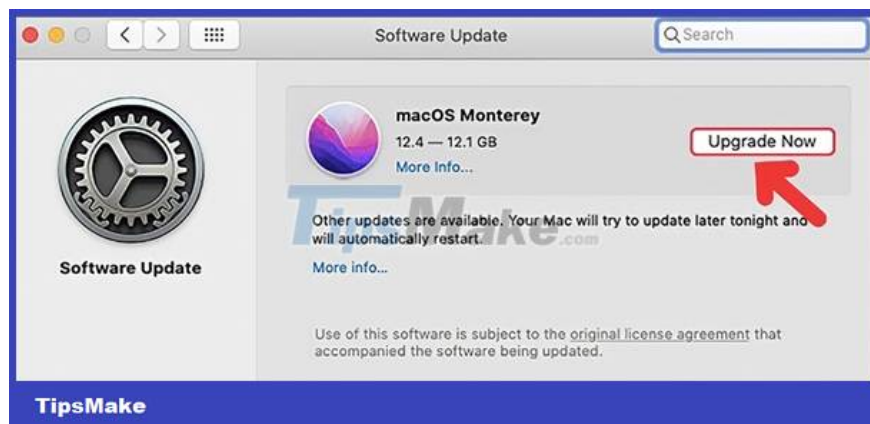 Software Update
Search
macOS Monterey
12.4 — 12.1 GB
Upgrade Now
More Info...
TipsMake.com
Other updates are available. Your Mac will try to update later tonight and
will automatically restart.
Software Update
More info...
Use of this software is subject to the original license agreement that
accompanied the software being updated.
TipsMake